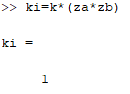 >> ki=k*(za*zb)
ki =
1